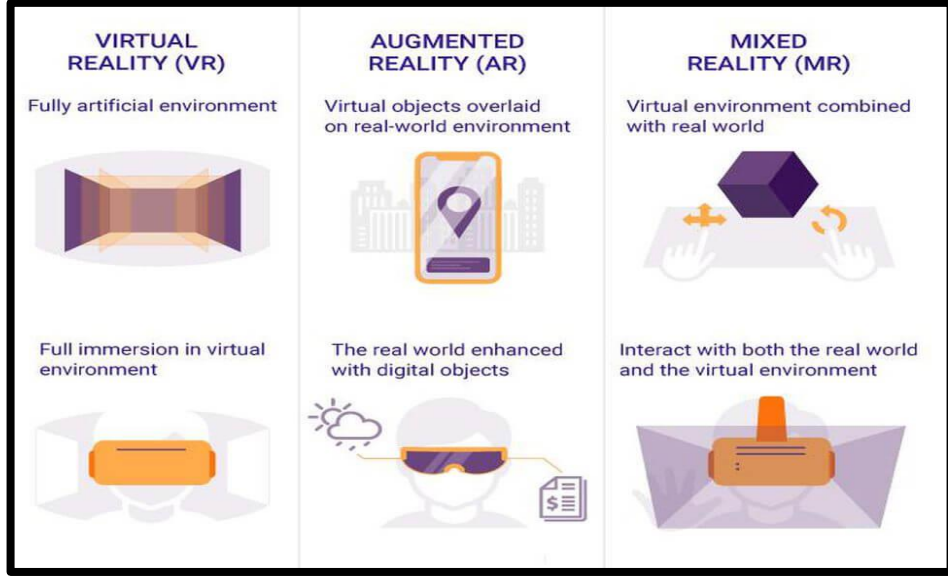 VIRTUAL
REALITY (VR)
Fully artificial environment
Full immersion in virtual
environment
AUGMENTED
REALITY (AR)
Virtual objects overlaid
on real-world environment
The real world enhanced
with digital objects
$
MIXED
REALITY (MR)
Virtual environment combined
with real world
Interact with both the real world
and the virtual environment